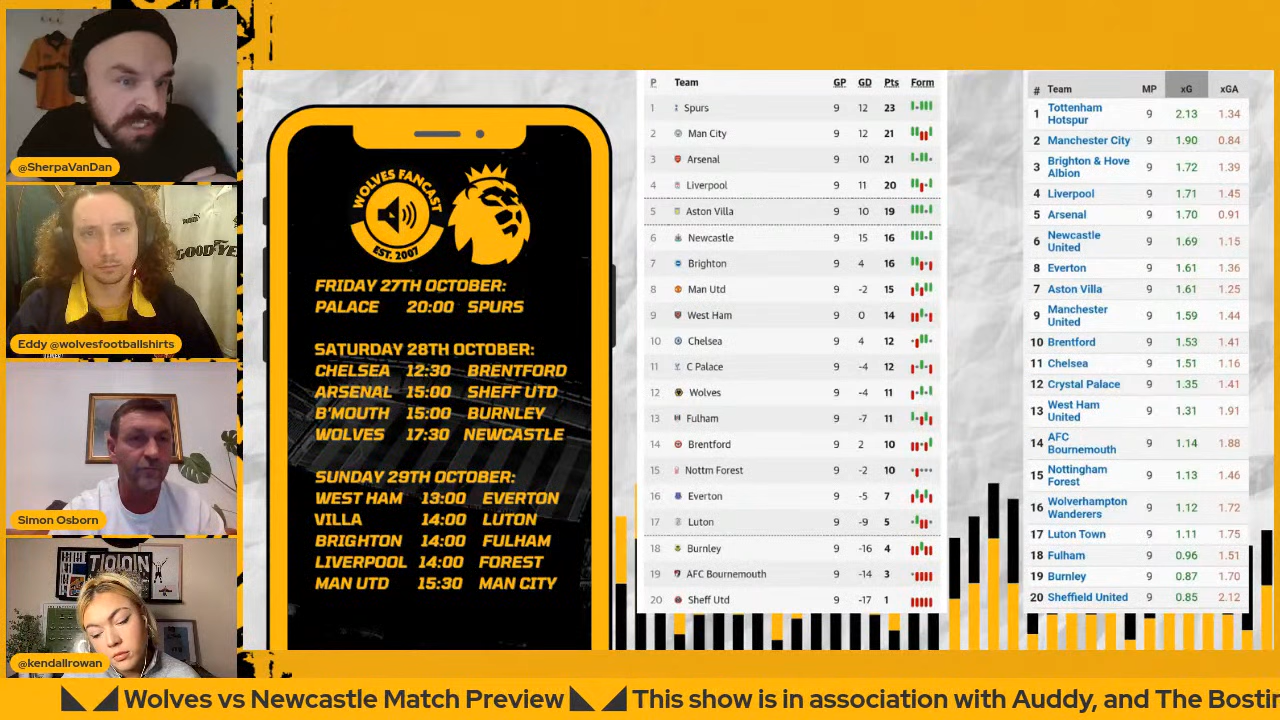 @SherpaVanDan
GOODYE
Eddy @wolvesfootballshirts
Simon Osborn
TOON
@kendallrowan
WOLVES FANCAST
EST. 2007
FRIDAY 27TH OCTOBER:
PALACE 20:00 SPURS
SATURDAY 28TH OCTOBER:
CHELSEA 12:30 BRENTFORD
ARSENAL 15:00 SHEFF UTD
B'MOUTH 15:00 BURNLEY
WOLVES 17:30 NEWCASTLE
SUNDAY 29TH OCTOBER:
WEST HAM 13:00 EVERTON
VILLA 14:00 LUTON
BRIGHTON 14:00 FULHAM
LIVERPOOL 14:00 FOREST
MAN UTD 15:30 MAN CITY
P Team GP GD Pts Form
1 Spurs 9 12 23
2 Man City 9 12 21
3 Arsenal 9 10 21
4 Liverpool 9 11 20
5 Aston Villa 9 10 19
6 Newcastle 9 15 16
7 Brighton 9 4 16
8 Man Utd 9 -2 15
9 West Ham 9 0 14
10 Chelsea 9 4 12
11 C Palace 9 -4 12
12 Wolves 9 -4 11
13 Fulham 9 -7 11
14 Brentford 9 2 10
15 Nottm Forest 9 -2 10
16 Everton 9 -5 7
17 Luton 9 -9 5
18 Burnley 9 -16 4
19 AFC Bournemouth 9 -14 3
20 Sheff Utd 9 -17 1
# Team MP xG xGA
1 Tottenham Hotspur 9 2.13 1.34
2 Manchester City 9 1.90 0.84
3 Brighton & Hove Albion 9 1.72 1.39
4 Liverpool 9 1.71 1.45
5 Arsenal 9 1.70 0.91
6 Newcastle United 9 1.69 1.15
8 Everton 9 1.61 1.36
7 Aston Villa 9 1.61 1.25
9 Manchester United 9 1.59 1.44
10 Brentford 9 1.53 1.41
11 Chelsea 9 1.51 1.16
12 Crystal Palace 9 1.35 1.41
13 West Ham United 9 1.31 1.91
14 AFC Bournemouth 9 1.14 1.88
15 Nottingham Forest 9 1.13 1.46
16 Wolverhampton Wanderers 9 1.12 1.72
17 Luton Town 9 1.11 1.75
18 Fulham 9 0.96 1.51
19 Burnley 9 0.87 1.70
20 Sheffield United 9 0.85 2.12
Wolves vs Newcastle Match Preview This show is in association with Auddy, and The Bostin